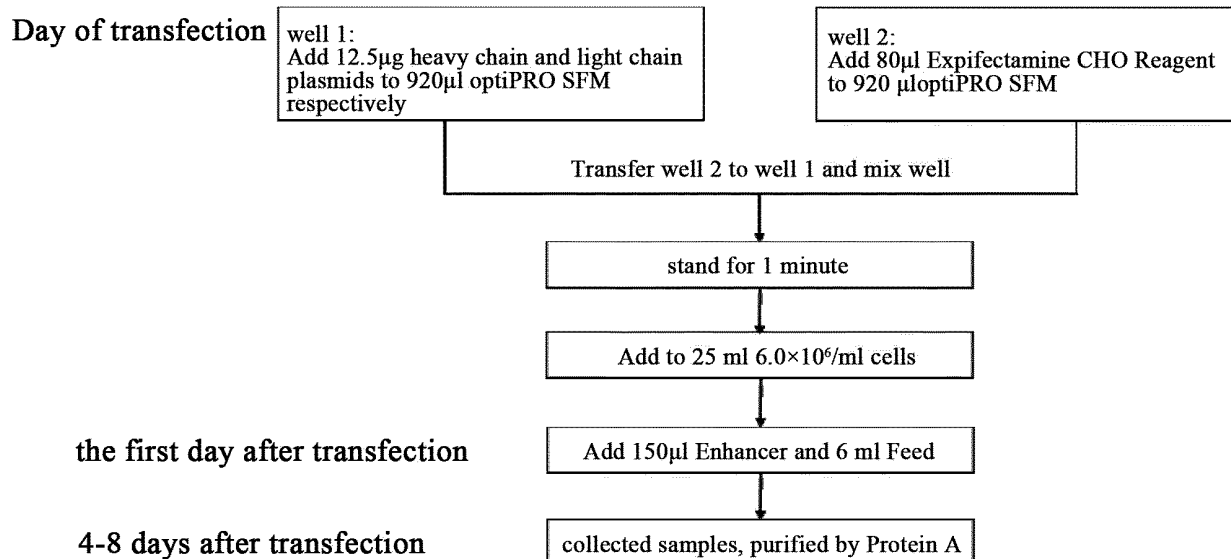 Day of transfection
well 1:
Add 12.5µg heavy chain and light chain
plasmids to 920µl optiPRO SFM
respectively
well 2:
Add 80µl Expifectamine CHO Reagent
to 920 µloptiPRO SFM
Transfer well 2 to well 1 and mix well
stand for 1 minute
Add to 25 ml 6.0×10⁶/ml cells
the first day after transfection
Add 150µl Enhancer and 6 ml Feed
4-8 days after transfection
collected samples, purified by Protein A